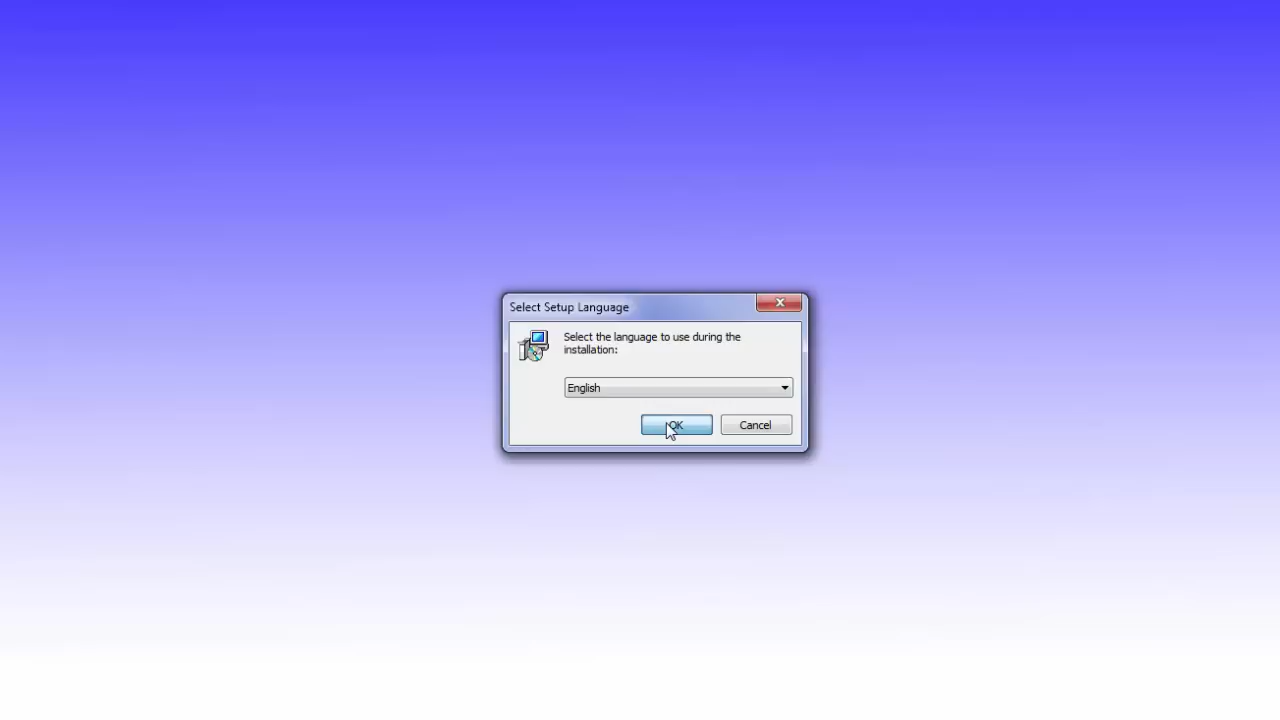 Select Setup Language
Select the language to use during the
installation:
English
OK
Cancel